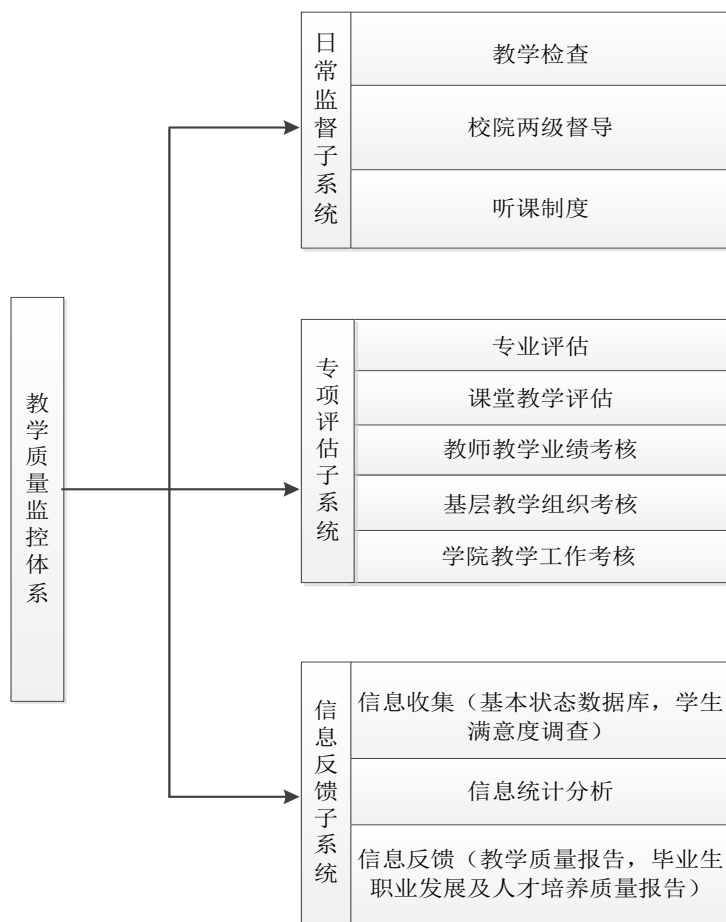 教学质量监控体系
日常监督子系统
教学检查
校院两级督导
听课制度
专项评估子系统
专业评估
课堂教学评估
教师教学业绩考核
基层教学组织考核
学院教学工作考核
信息反馈子系统
信息收集（基本状态数据库，学生
满意度调查）
信息统计分析
信息反馈（教学质量报告，毕业生
职业发展及人才培养质量报告）